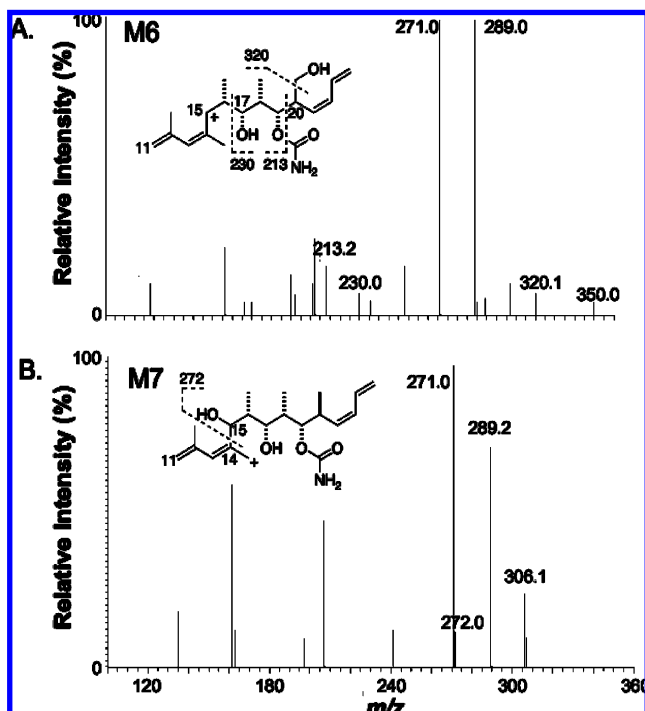 A.
M6
100
271.0
289.0
320
OH
15
17
20
+
11
OH
O
O
NH2
230
213
213.2
230.0
320.1
350.0
0
Relative Intensity (%)
B.
M7
100
272
271.0
HO
15
289.2
11
14
+
OH
O
O
NH2
306.1
272.0
0
Relative Intensity (%)
120
180
240
300
360
m/z